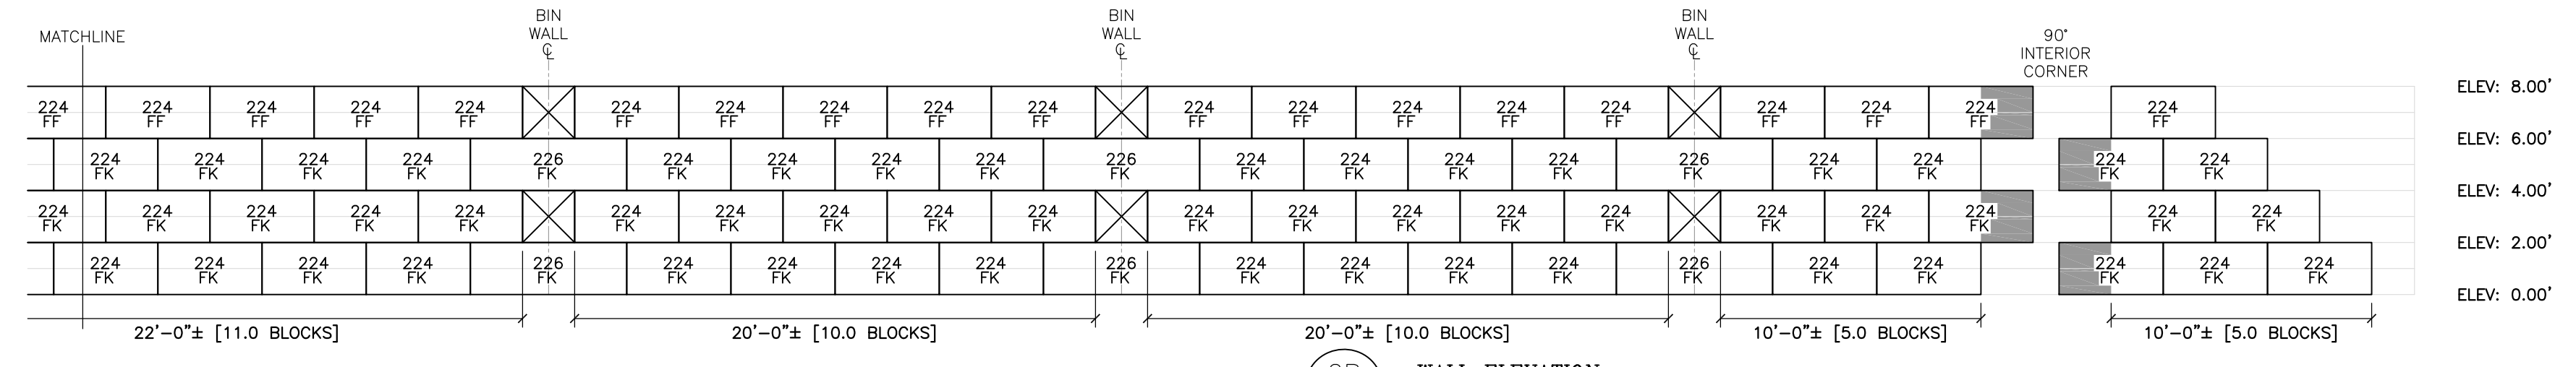 MATCHLINE
BIN
WALL
℄
BIN
WALL
℄
BIN
WALL
℄
90°
INTERIOR
CORNER
ELEV: 8.00'
224 224 224 224 224 224 224 224 224 224 224 224 224 224 224 224 224 224 224
FF FF FF FF FF FF FF FF FF FF FF FF FF FF FF FF FF FF FF
ELEV: 6.00'
224 224 224 224 226 224 224 224 224 226 224 224 224 224 226 224 224 224 224
FK FK FK FK FK FK FK FK FK FK FK FK FK FK FK FK FK FK FK
ELEV: 4.00'
224 224 224 224 224 224 224 224 224 224 224 224 224 224 224 224 224 224 224 224
FK FK FK FK FK FK FK FK FK FK FK FK FK FK FK FK FK FK FK FK
ELEV: 2.00'
224 224 224 224 226 224 224 224 224 226 224 224 224 224 226 224 224 224 224 224
FK FK FK FK FK FK FK FK FK FK FK FK FK FK FK FK FK FK FK FK
ELEV: 0.00'
22'-0"± [11.0 BLOCKS]
20'-0"± [10.0 BLOCKS]
20'-0"± [10.0 BLOCKS]
10'-0"± [5.0 BLOCKS]
10'-0"± [5.0 BLOCKS]
WALL ELEVATION